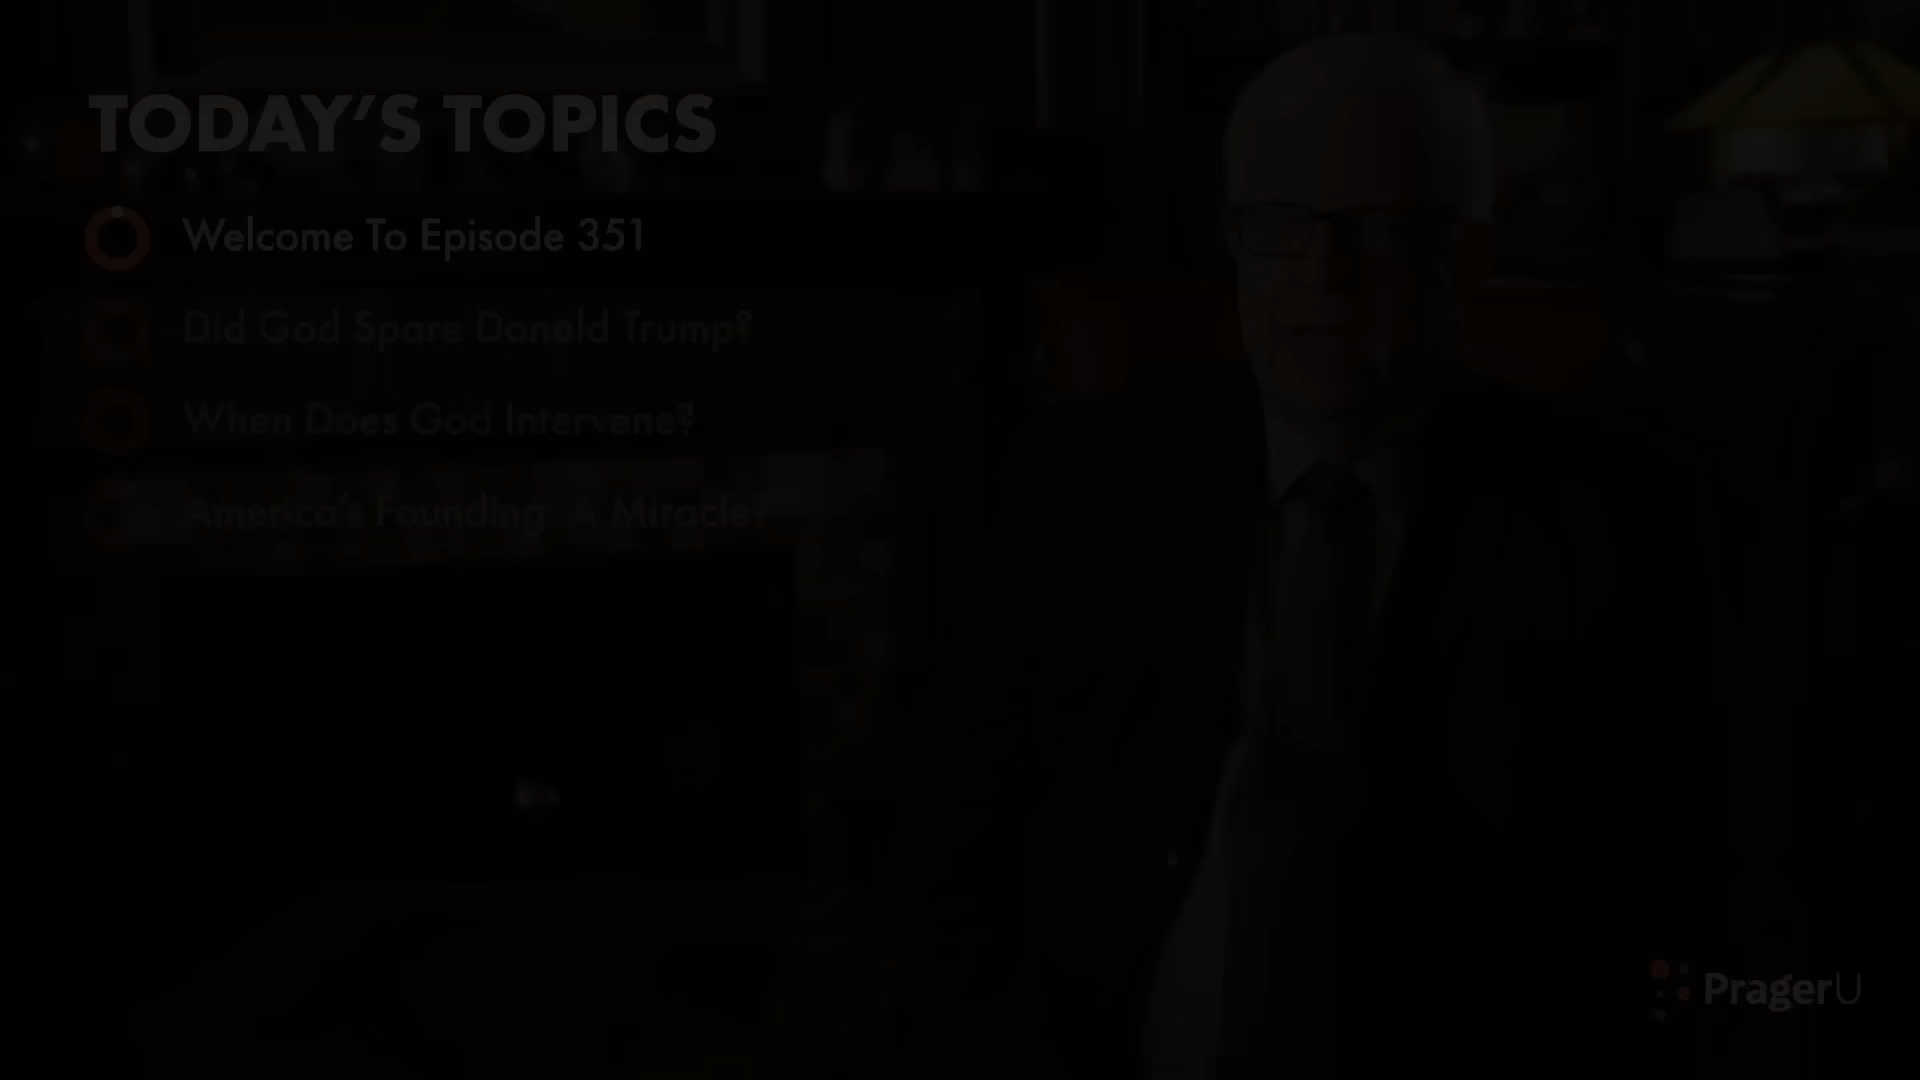 TODAY'S TOPICS
Welcome To Episode 351
Did God Spare Donald Trump?
When Does God Intervene?
America's Founding: A Miracle?
PragerU